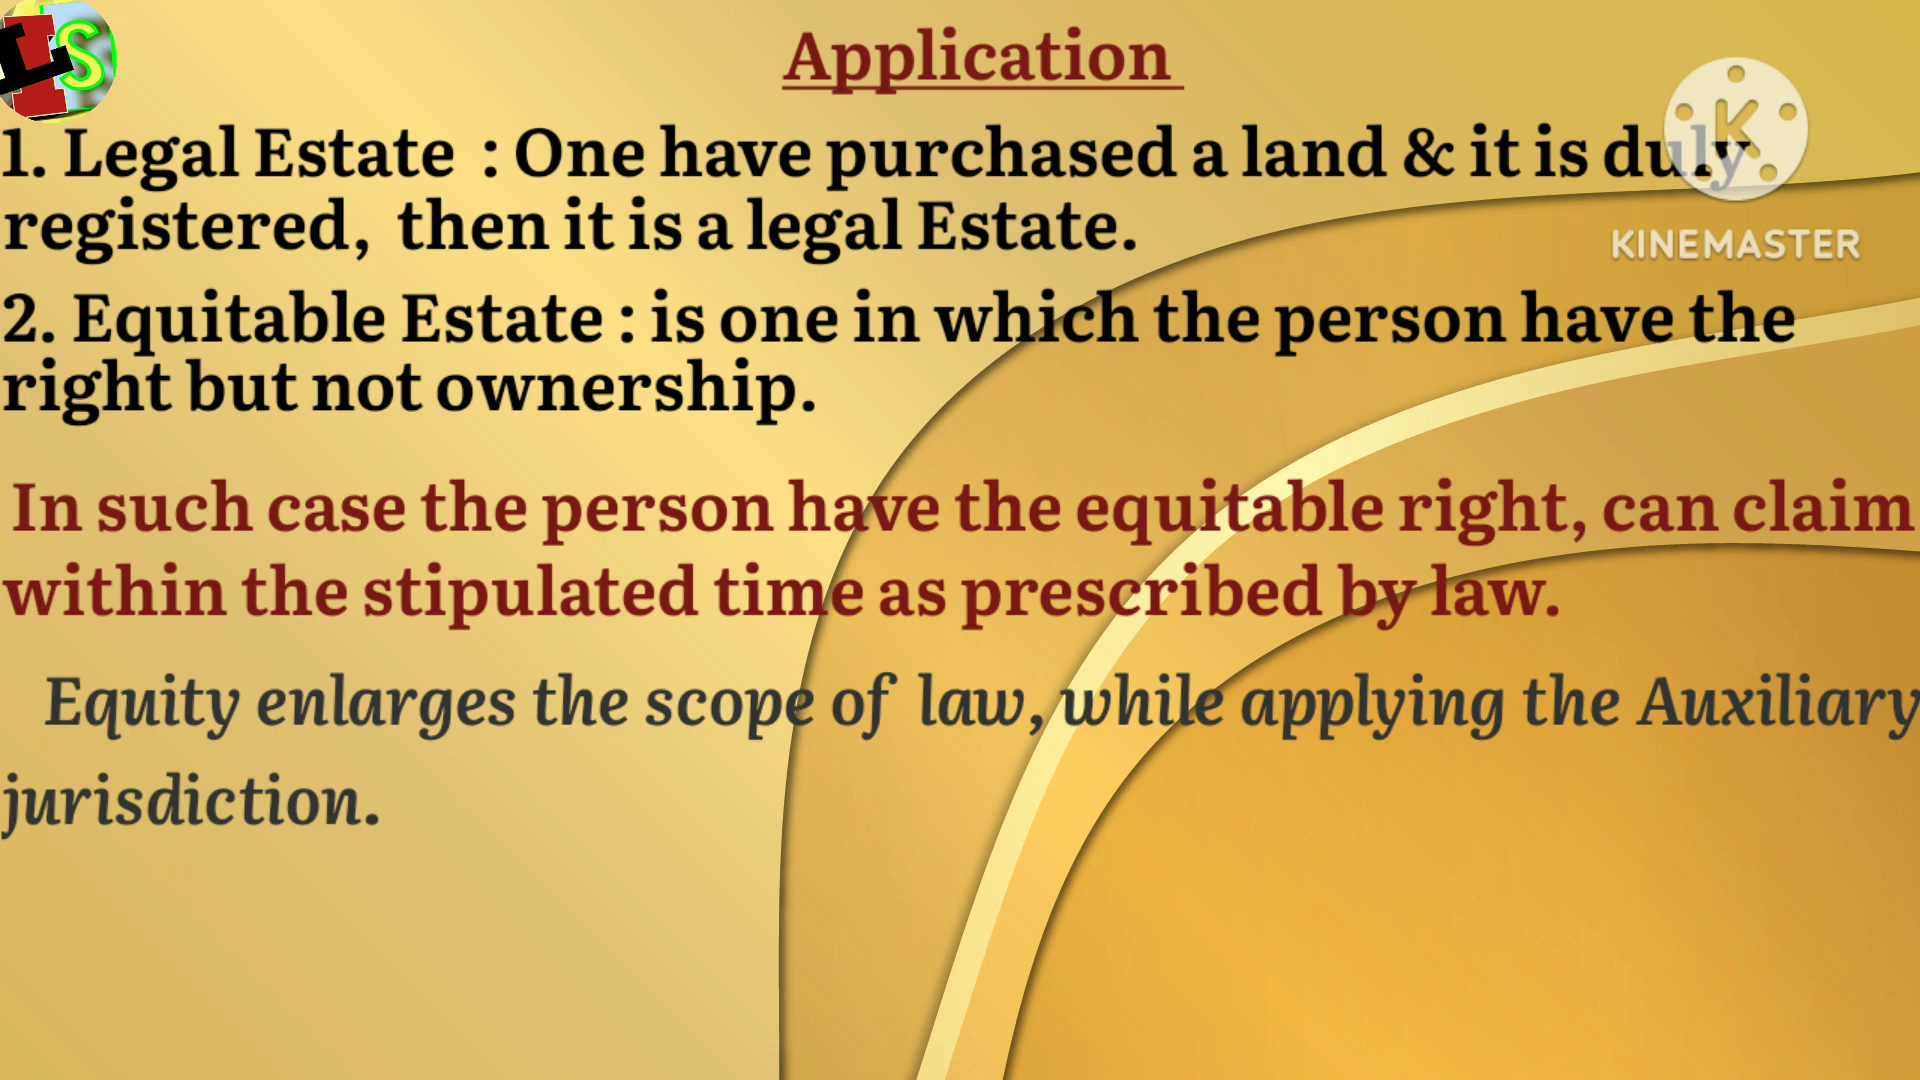 Application
1. Legal Estate : One have purchased a land & it is duly
registered, then it is a legal Estate.
KINEMASTER
2. Equitable Estate : is one in which the person have the
right but not ownership.
In such case the person have the equitable right, can claim
within the stipulated time as prescribed by law.
Equity enlarges the scope of law, while applying the Auxiliary
jurisdiction.
LS
K